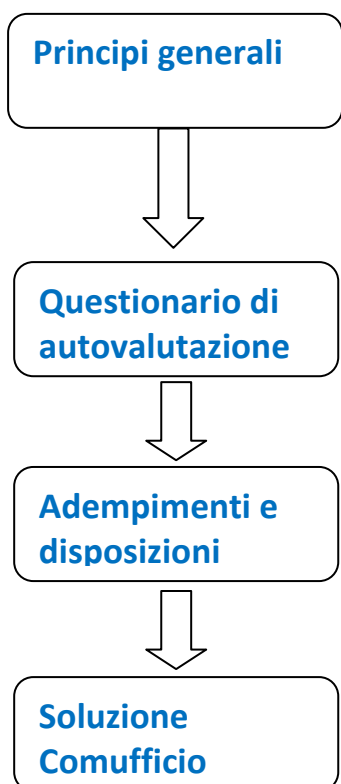 Principi generali
Questionario di
autovalutazione
Adempimenti e
disposizioni
Soluzione
Comufficio